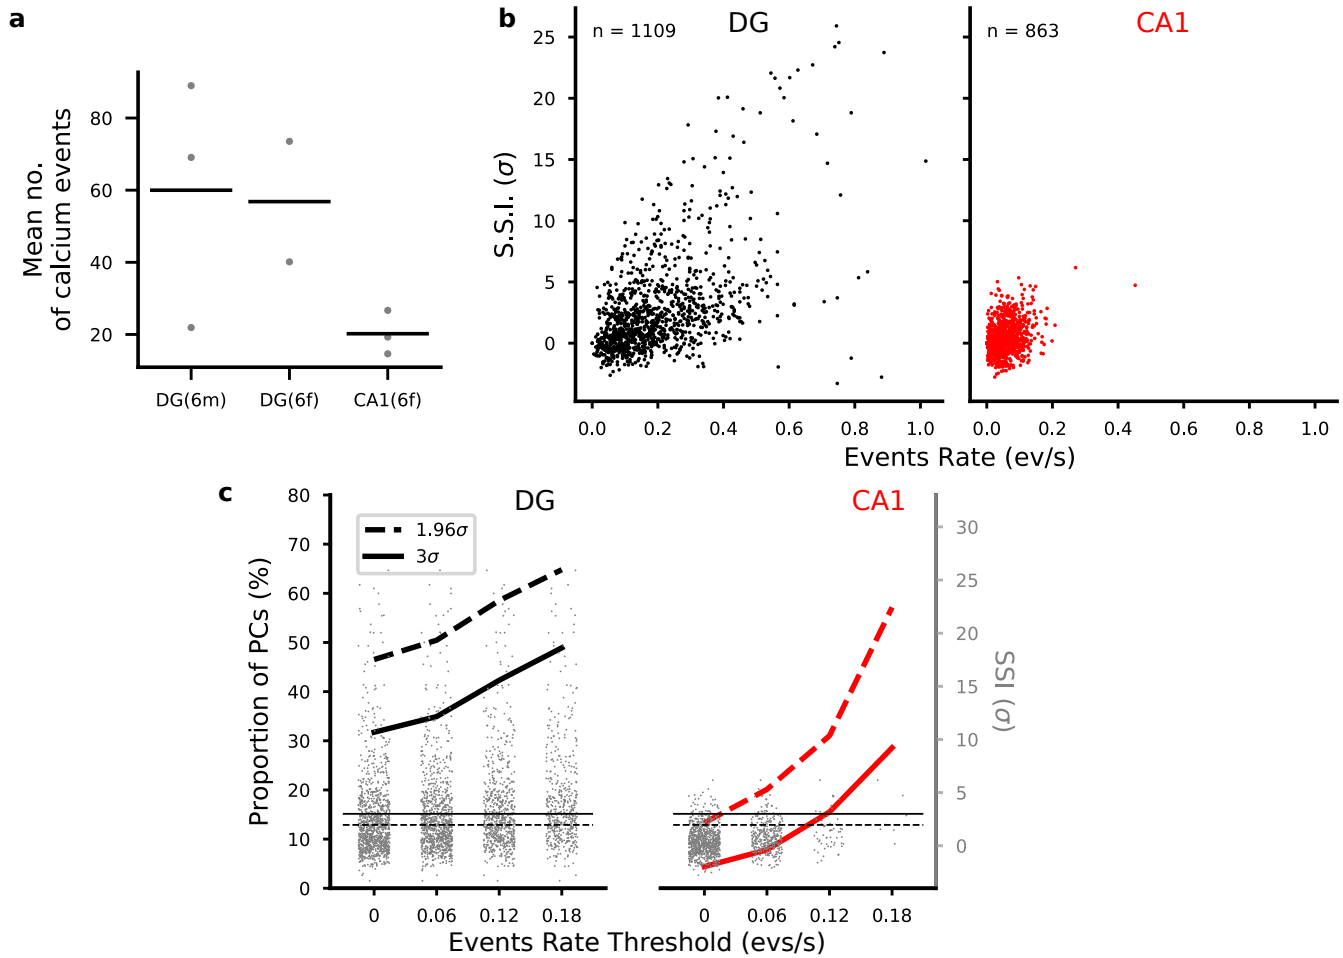 a
Mean no.
of calcium events
80
60
40
20
DG(6m) DG(6f) CA1(6f)
b
n = 1109
DG
n = 863
CA1
S.S.I. (σ)
25
20
15
10
5
0
0.0 0.2 0.4 0.6 0.8 1.0
0.0 0.2 0.4 0.6 0.8 1.0
Events Rate (ev/s)
c
DG
CA1
1.96σ
3σ
Proportion of PCs (%)
80
70
60
50
40
30
20
10
0
30
25
20
15
10
5
0
SSI (σ)
0 0.06 0.12 0.18
0 0.06 0.12 0.18
Events Rate Threshold (evs/s)